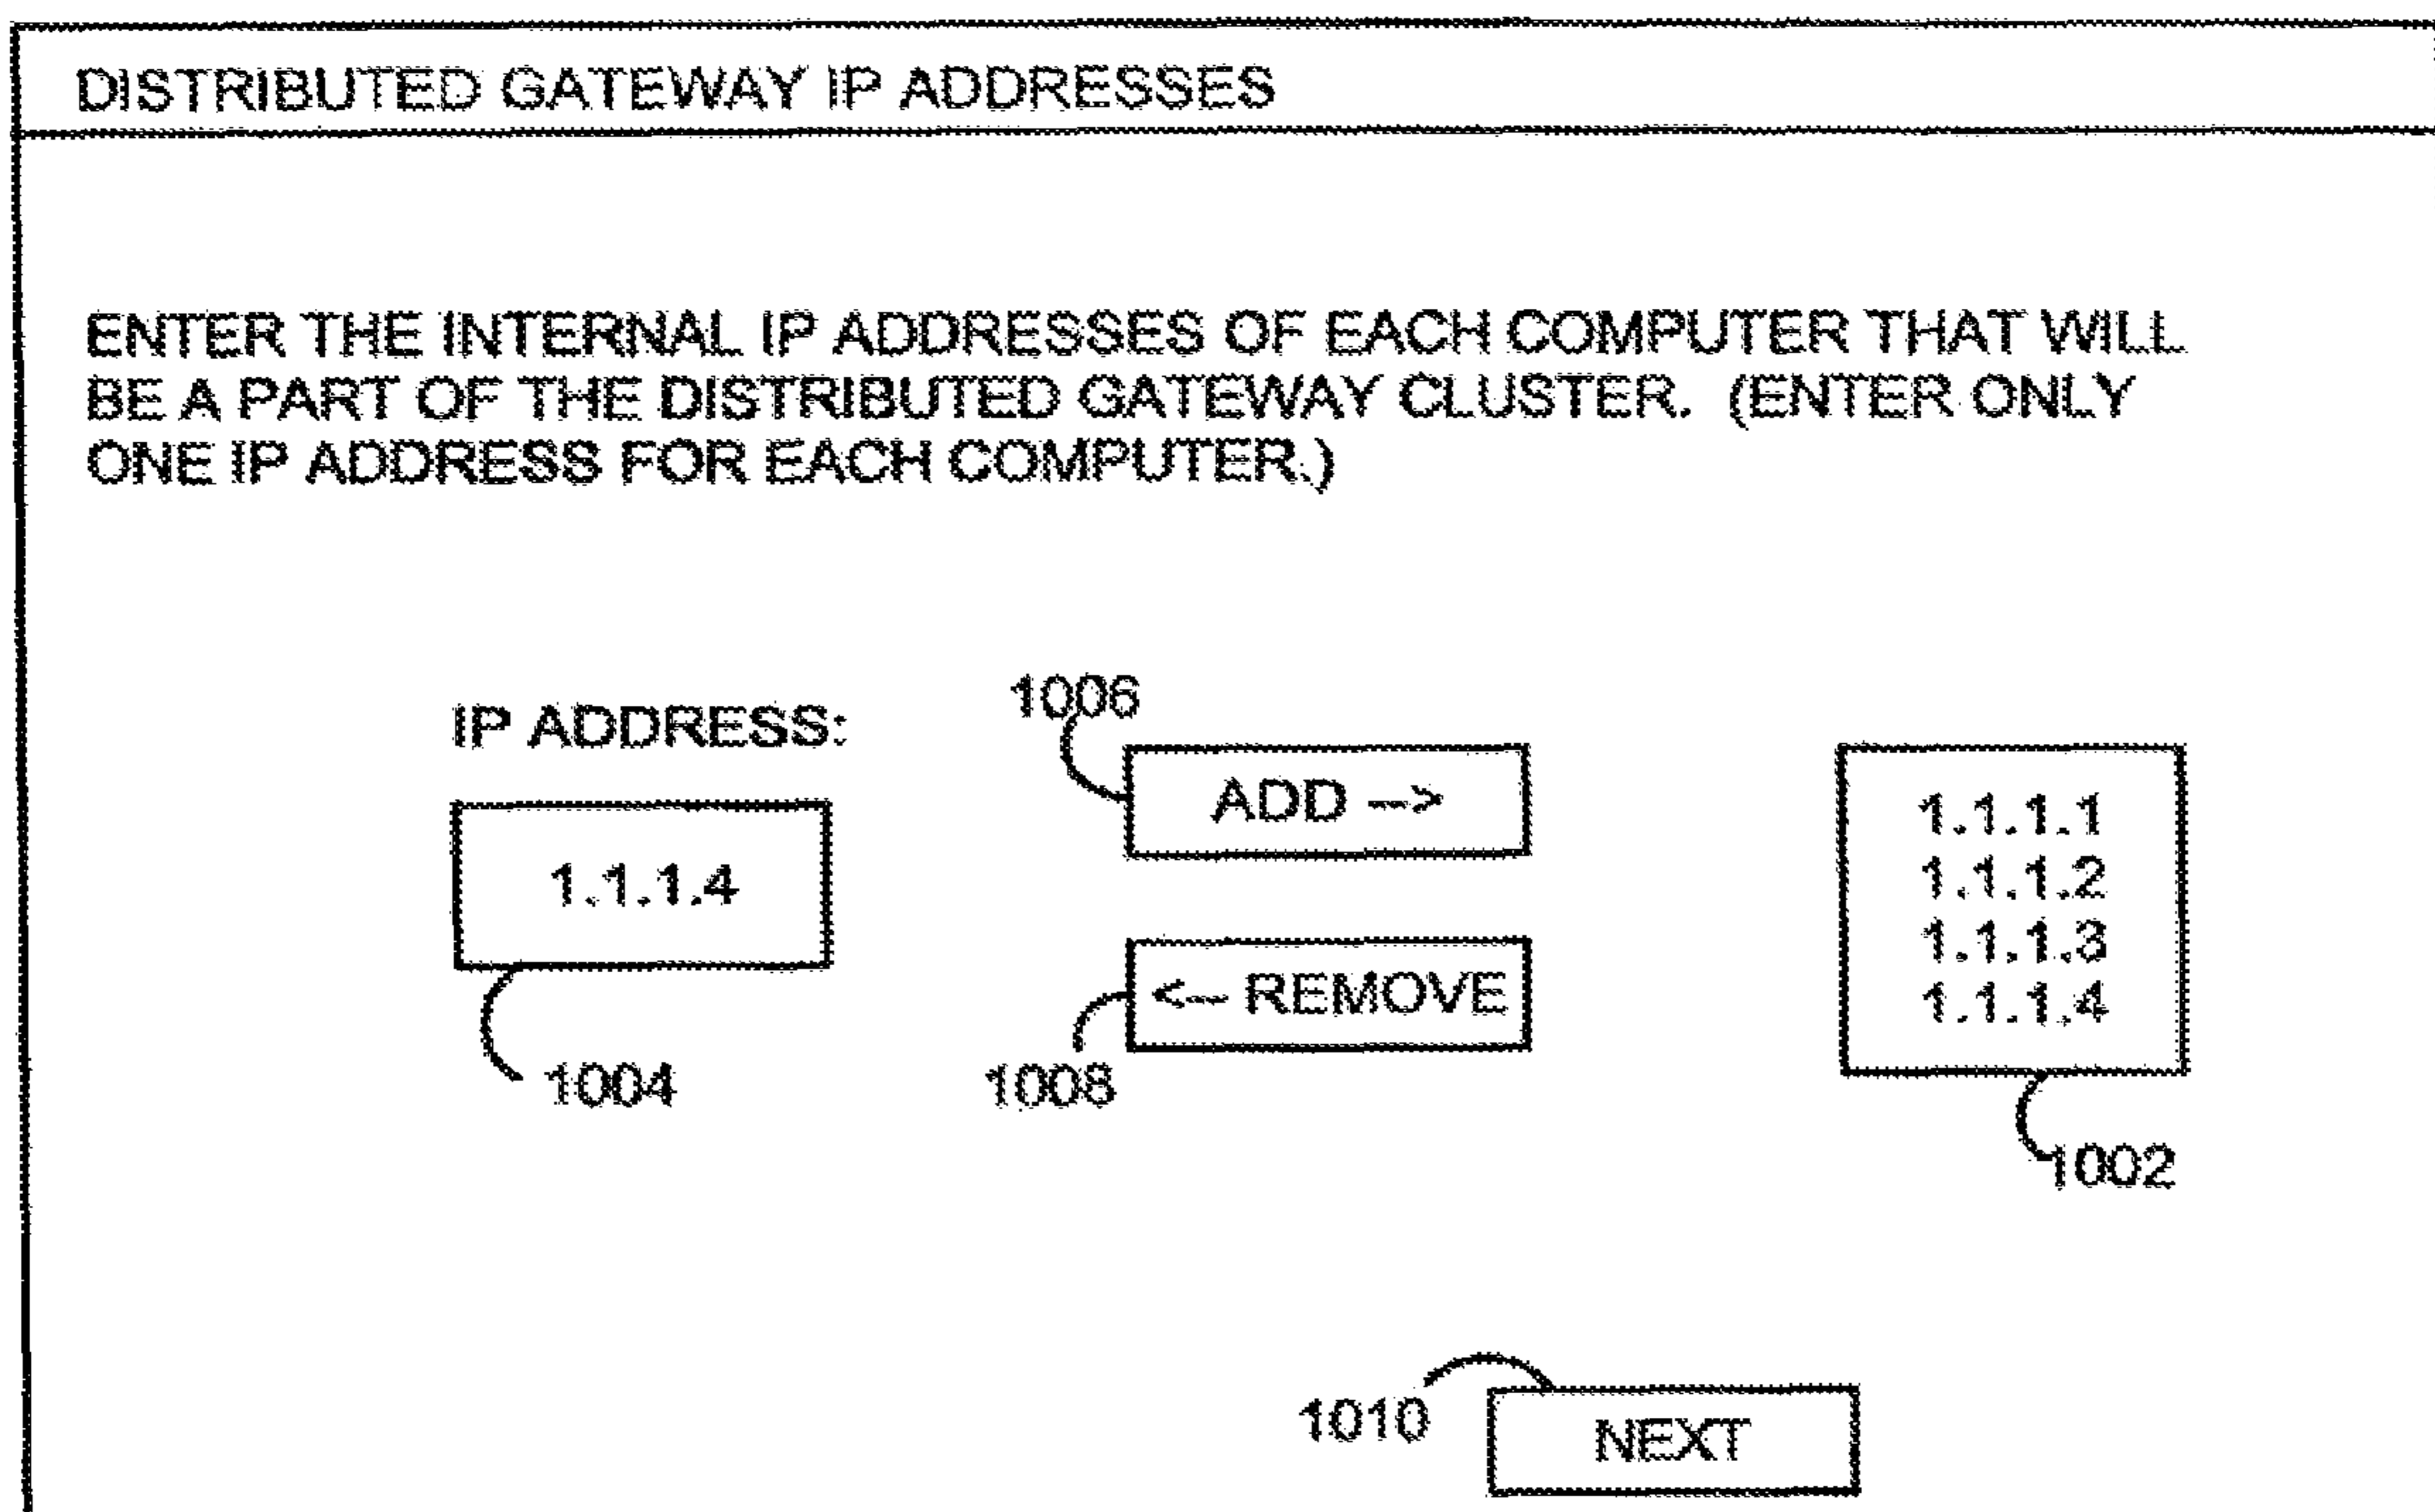 DISTRIBUTED GATEWAY IP ADDRESSES
ENTER THE INTERNAL IP ADDRESSES OF EACH COMPUTER THAT WILL
BE A PART OF THE DISTRIBUTED GATEWAY CLUSTER. (ENTER ONLY
ONE IP ADDRESS FOR EACH COMPUTER.)
IP ADDRESS:
1.1.1.4
1004
1006
ADD -->
<-- REMOVE
1008
1.1.1.1
1.1.1.2
1.1.1.3
1.1.1.4
1002
1010
NEXT